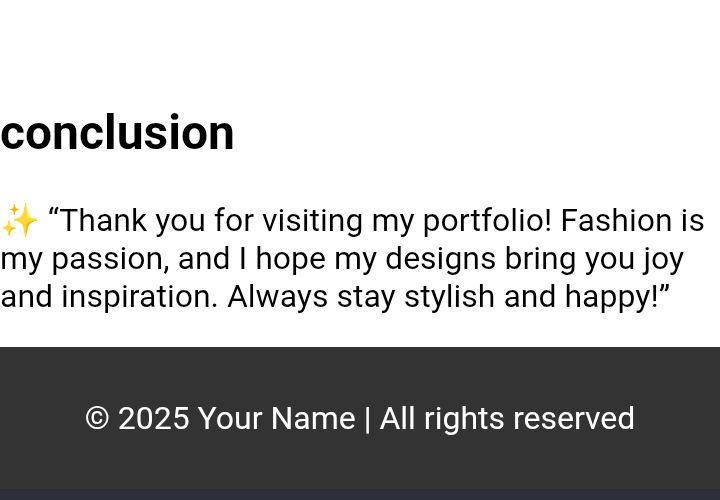 conclusion
✨ “Thank you for visiting my portfolio! Fashion is
my passion, and I hope my designs bring you joy
and inspiration. Always stay stylish and happy!”
© 2025 Your Name | All rights reserved